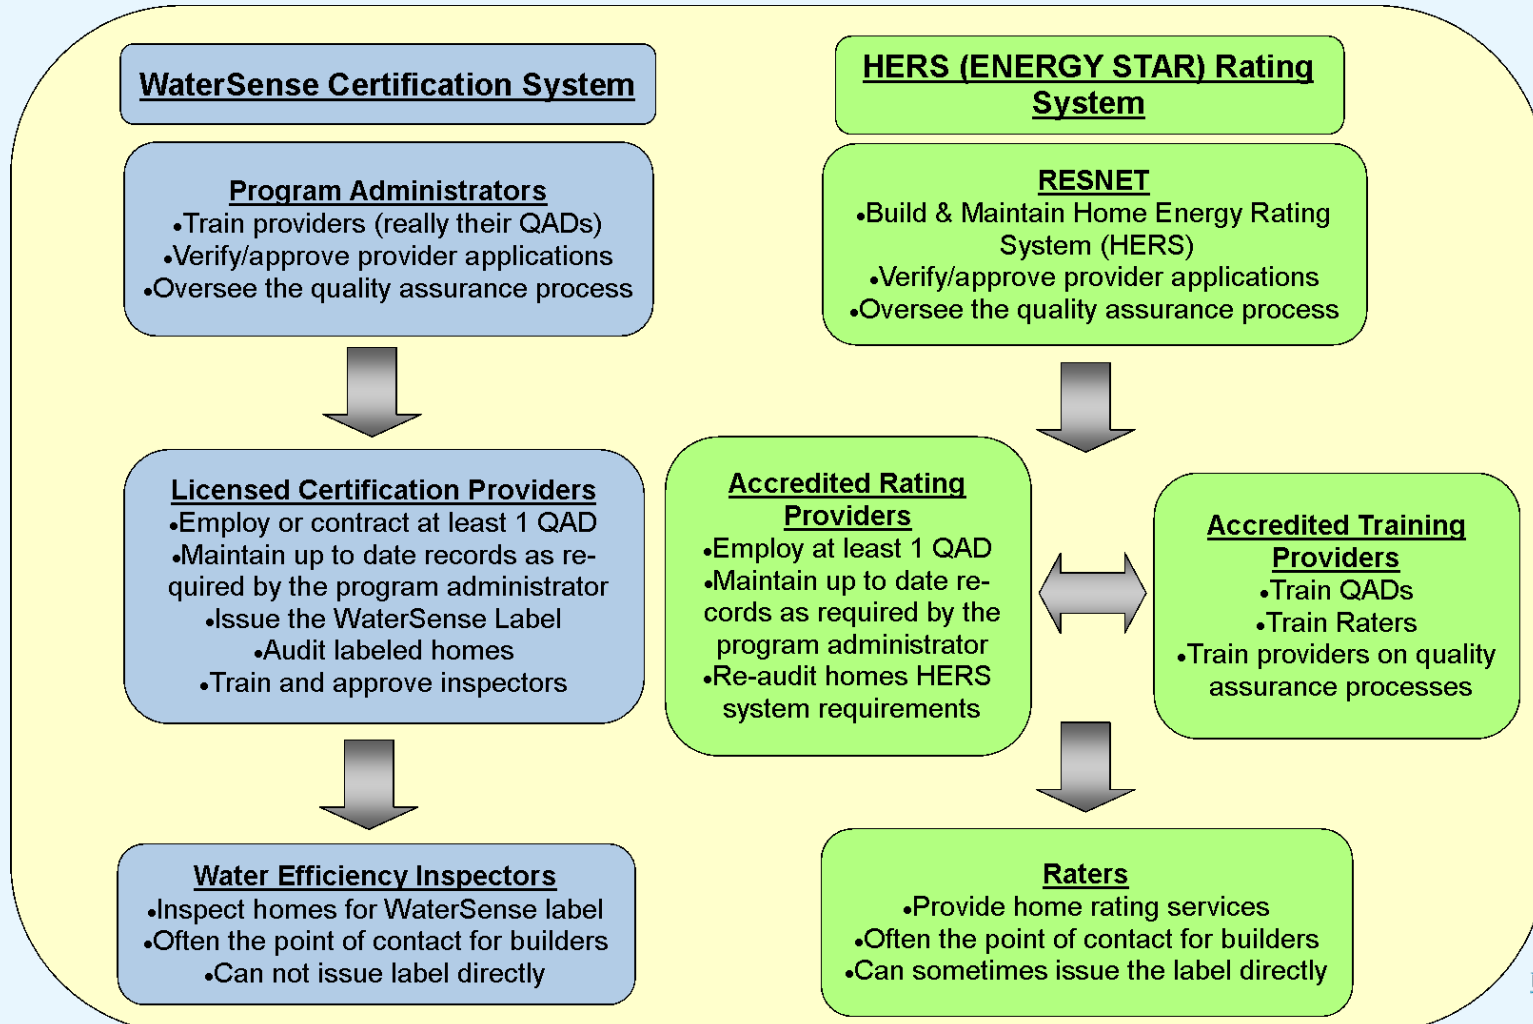 WaterSense Certification System
Program Administrators
•Train providers (really their QADs)
•Verify/approve provider applications
•Oversee the quality assurance process
Licensed Certification Providers
•Employ or contract at least 1 QAD
•Maintain up to date records as re-
quired by the program administrator
•Issue the WaterSense Label
•Audit labeled homes
•Train and approve inspectors
Water Efficiency Inspectors
•Inspect homes for WaterSense label
•Often the point of contact for builders
•Can not issue label directly
HERS (ENERGY STAR) Rating
System
RESNET
•Build & Maintain Home Energy Rating
System (HERS)
•Verify/approve provider applications
•Oversee the quality assurance process
Accredited Rating
Providers
•Employ at least 1 QAD
•Maintain up to date re-
cords as required by the
program administrator
•Re-audit homes HERS
system requirements
Accredited Training
Providers
•Train QADs
•Train Raters
•Train providers on quality
assurance processes
Raters
•Provide home rating services
•Often the point of contact for builders
•Can sometimes issue the label directly